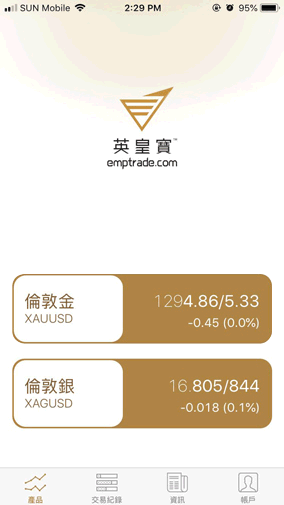 SUN Mobile 2:29 PM 95%
英皇寶™
emptrade.com
倫敦金 1294.86/5.33
XAUUSD -0.45 (0.0%)
倫敦銀 16.805/844
XAGUSD -0.018 (0.1%)
產品 交易紀錄 資訊 帳戶